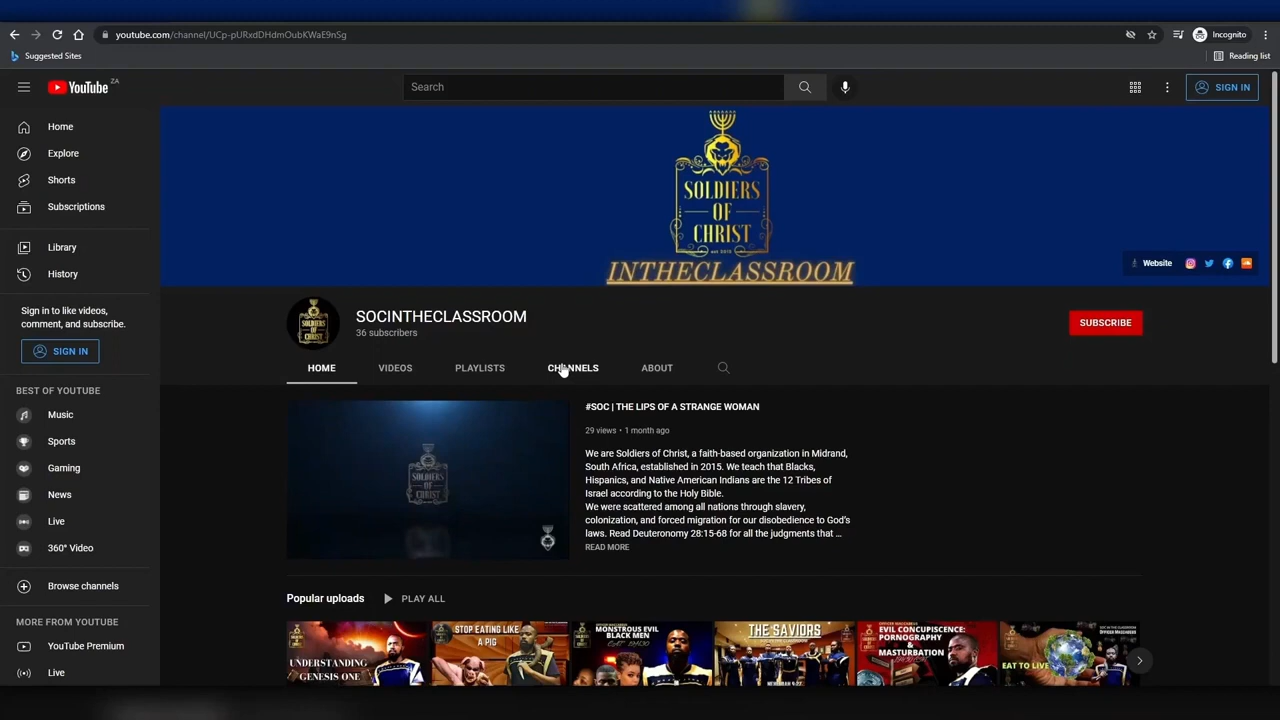 youtube.com/channel/UCp-pURxdDHdmOubKWaE9nSg
Incognito
Suggested Sites
Reading list
YouTube ZA
Search
SIGN IN
Home
Explore
Shorts
Subscriptions
Library
History
Sign in to like videos,
comment, and subscribe.
SIGN IN
BEST OF YOUTUBE
Music
Sports
Gaming
News
Live
360° Video
Browse channels
MORE FROM YOUTUBE
YouTube Premium
Live
SOLDIERS
OF
CHRIST
INTHECLASSROOM
Website
SOCINTHECLASSROOM
36 subscribers
SUBSCRIBE
HOME
VIDEOS
PLAYLISTS
CHANNELS
ABOUT
SOLDIERS
OF
CHRIST
#SOC | THE LIPS OF A STRANGE WOMAN
29 views • 1 month ago
We are Soldiers of Christ, a faith-based organization in Midrand,
South Africa, established in 2015. We teach that Blacks,
Hispanics, and Native American Indians are the 12 Tribes of
Israel according to the Holy Bible.
We were scattered among all nations through slavery,
colonization, and forced migration for our disobedience to God's
laws. Read Deuteronomy 28:15-68 for all the judgments that ...
READ MORE
Popular uploads
PLAY ALL
UNDERSTANDING
GENESIS ONE
STOP EATING LIKE
A PIG
MONSTROUS EVIL
BLACK MEN
THE SAVIORS
EVIL CONCUPISCENCE:
PORNOGRAPHY &
MASTURBATION
EAT TO LIVE